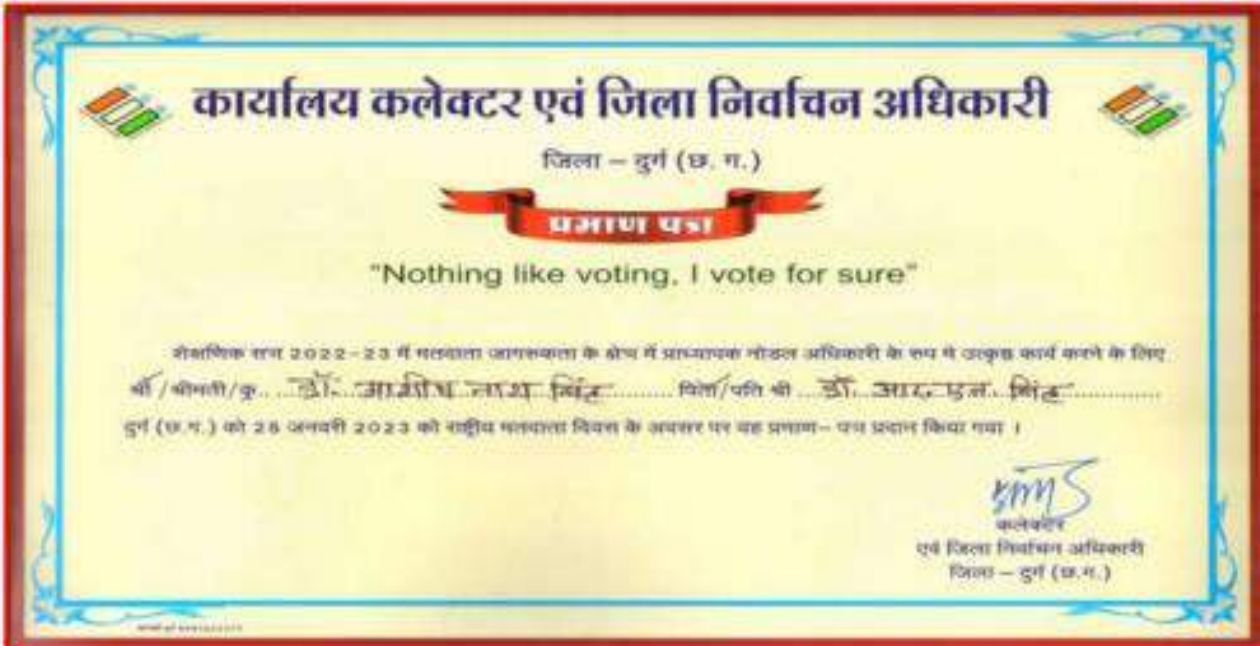 कार्यालय कलेक्टर एवं जिला निर्वाचन अधिकारी
जिला – दुर्ग (छ. ग.)
प्रमाण पत्र
"Nothing like voting, I vote for sure"
शैक्षणिक सत्र 2022-23 में मतदाता जागरूकता के क्षेत्र में प्राध्यापक नोडल अधिकारी के रूप मे उत्कृष्ठ कार्य करने के लिए
श्री/श्रीमती/कु. डॉ. आशीष नाथ सिंह पिता/पति श्री डॉ. आर. एन. सिंह
दुर्ग (छ.ग.) को 25 जनवरी 2023 को राष्ट्रीय मतदाता दिवस के अवसर पर यह प्रमाण– पत्र प्रदान किया गया ।
कलेक्टर
एवं जिला निर्वाचन अधिकारी
जिला – दुर्ग (छ.ग.)